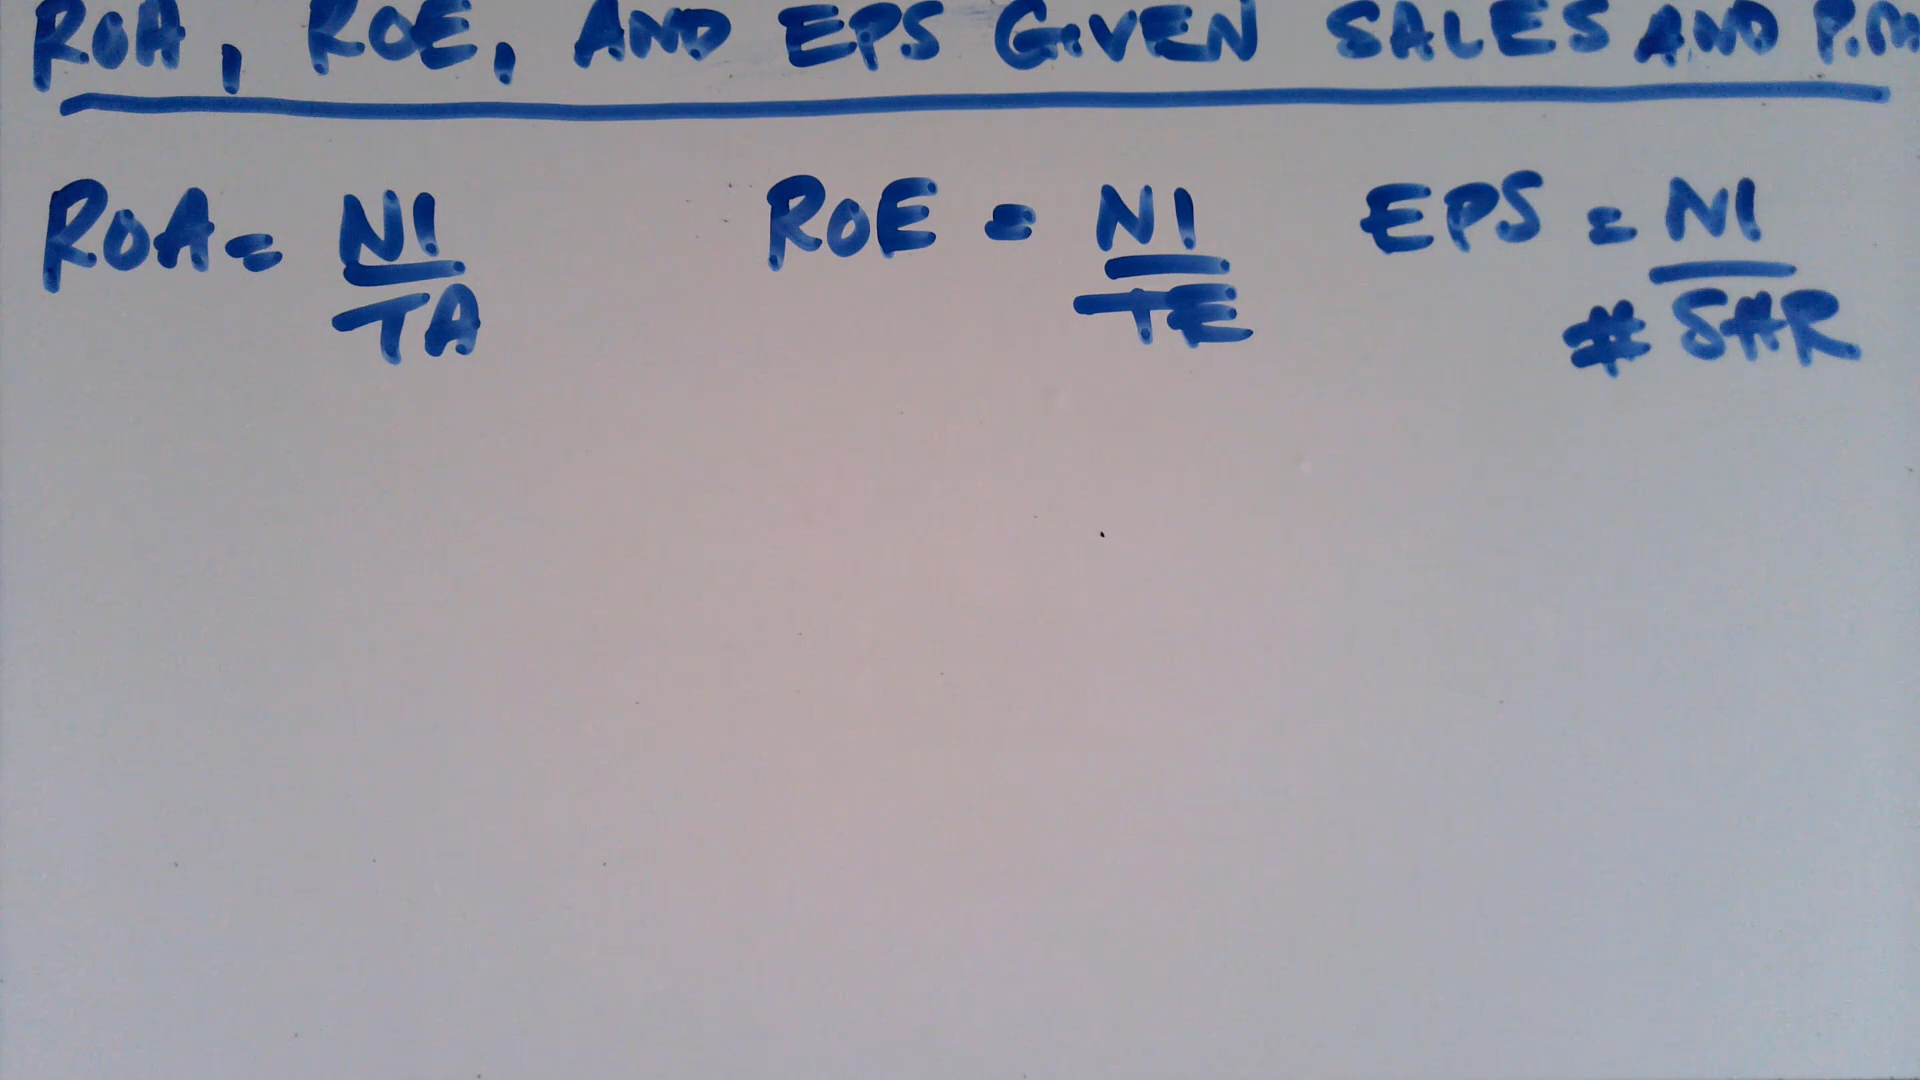 ROA, ROE, AND EPS GIVEN SALES AND P.M
ROA = NI ROE = NI EPS = NI
TA TE # SHR